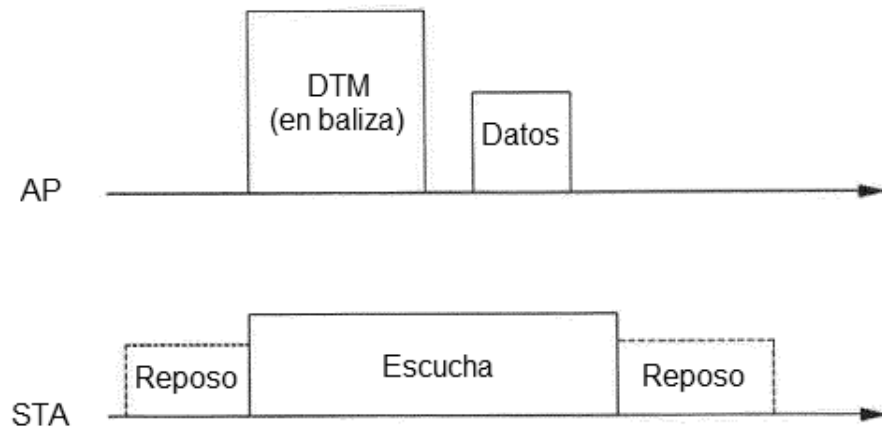 DTM
(en baliza)
Datos
AP
Reposo
Escucha
Reposo
STA